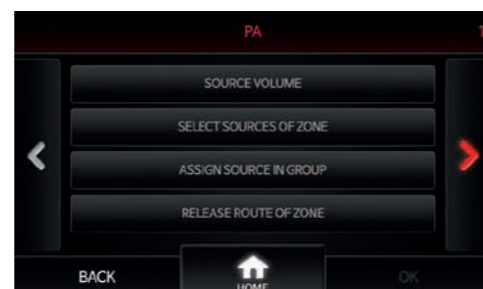 PA
SOURCE VOLUME
SELECT SOURCES OF ZONE
ASSIGN SOURCE IN GROUP
RELEASE ROUTE OF ZONE
BACK
HOME
OK